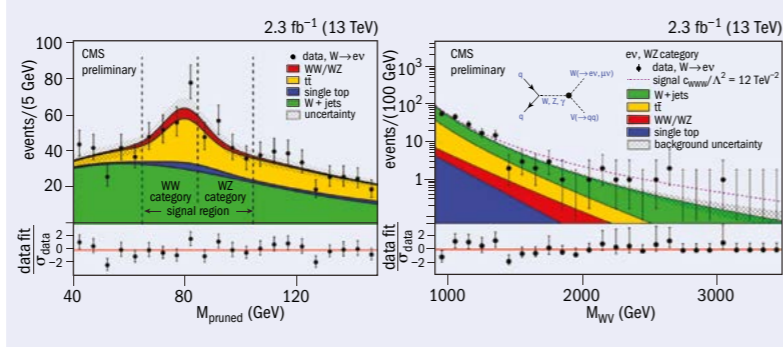 2.3 fb⁻¹ (13 TeV)
CMS
preliminary
data, W→eν
WW/WZ
tt̄
single top
W + jets
uncertainty
WW
category
WZ
category
signal region
events/(5 GeV)
100
80
60
40
20
data fit
σdata
2
0
−2
40
80
120
Mpruned (GeV)
2.3 fb⁻¹ (13 TeV)
CMS
preliminary
eν, WZ category
data, W→eν
signal cWWW/Λ² = 12 TeV⁻²
W+jets
tt̄
WW/WZ
single top
background uncertainty
q
q
W, Z, γ
W(→eν, μν)
V(→qq)
events/(100 GeV)
10³
10²
10
1
data fit
σdata
2
0
−2
1000
2000
3000
MWV (GeV)